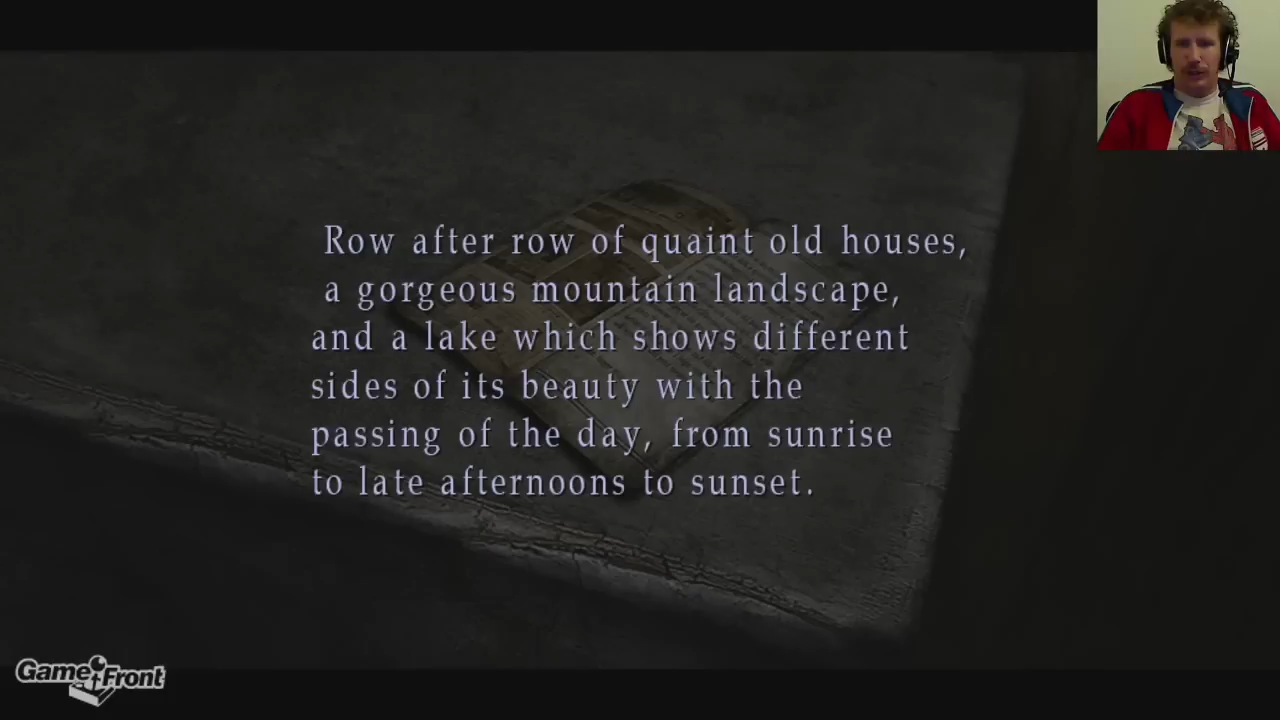 Row after row of quaint old houses,
a gorgeous mountain landscape,
and a lake which shows different
sides of its beauty with the
passing of the day, from sunrise
to late afternoons to sunset.
GameFront